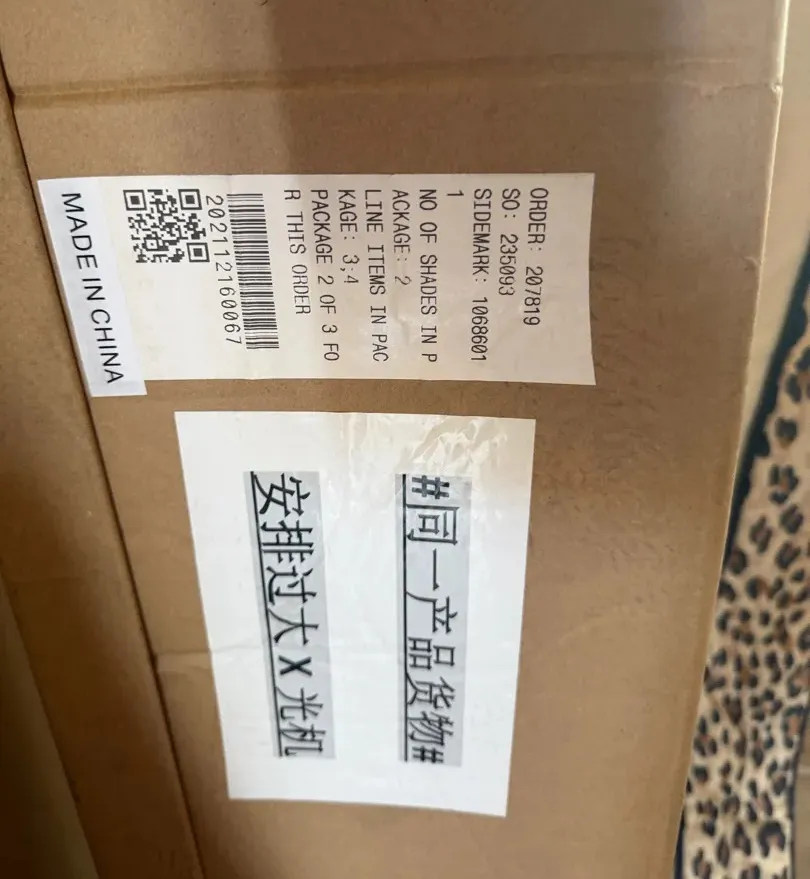 ORDER: 207819
SO: 235093
SIDEMARK: 1068601
1
NO OF SHADES IN P
ACKAGE: 2
LINE ITEMS IN PAC
KAGE: 3;4
PACKAGE 2 OF 3 FO
R THIS ORDER
202112160067
MADE IN CHINA
#同一产品货物#
安排过大X光机